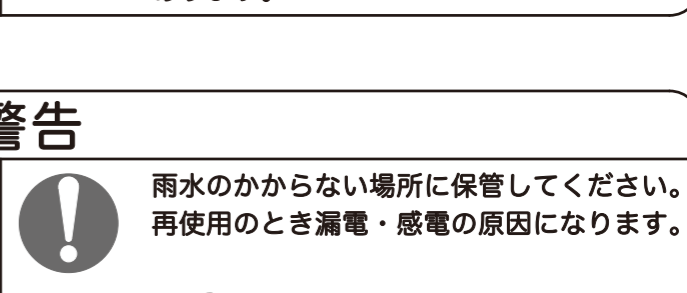 警告
雨水のかからない場所に保管してください。
再使用のとき漏電・感電の原因になります。